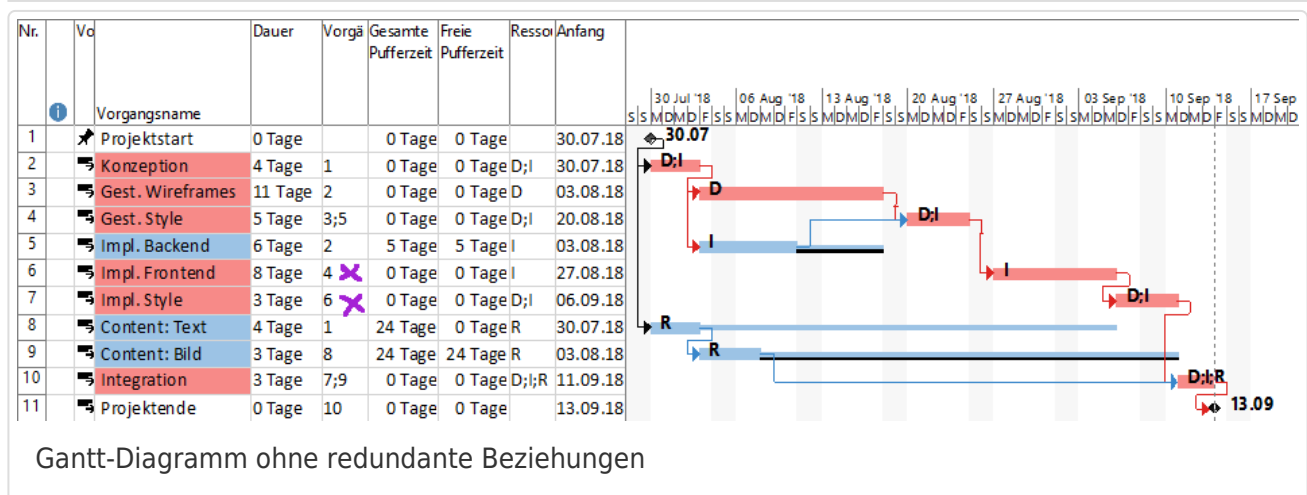 Nr. Vo Dauer Vorgä Gesamte Freie Ressou Anfang
Pufferzeit Pufferzeit
30 Jul '18 06 Aug '18 13 Aug '18 20 Aug '18 27 Aug '18 03 Sep '18 10 Sep '18 17 Sep
i Vorgangsname S S M D M D F S S M D M D F S S M D M D F S S M D M D F S S M D M D F S S M D M D F S S M D M D F S S M D M D
1 Projektstart 0 Tage 0 Tage 0 Tage 30.07.18 30.07
2 Konzeption 4 Tage 1 0 Tage 0 Tage D;I 30.07.18 D;I
3 Gest. Wireframes 11 Tage 2 0 Tage 0 Tage D 03.08.18 D
4 Gest. Style 5 Tage 3;5 0 Tage 0 Tage D;I 20.08.18 D;I
5 Impl. Backend 6 Tage 2 5 Tage 5 Tage I 03.08.18 I
6 Impl. Frontend 8 Tage 4 0 Tage 0 Tage I 27.08.18 I
7 Impl. Style 3 Tage 6 0 Tage 0 Tage D;I 06.09.18 D;I
8 Content: Text 4 Tage 1 24 Tage 0 Tage R 30.07.18 R
9 Content: Bild 3 Tage 8 24 Tage 24 Tage R 03.08.18 R
10 Integration 3 Tage 7;9 0 Tage 0 Tage D;I;R 11.09.18 D;I;R
11 Projektende 0 Tage 10 0 Tage 0 Tage 13.09.18 13.09
Gantt-Diagramm ohne redundante Beziehungen